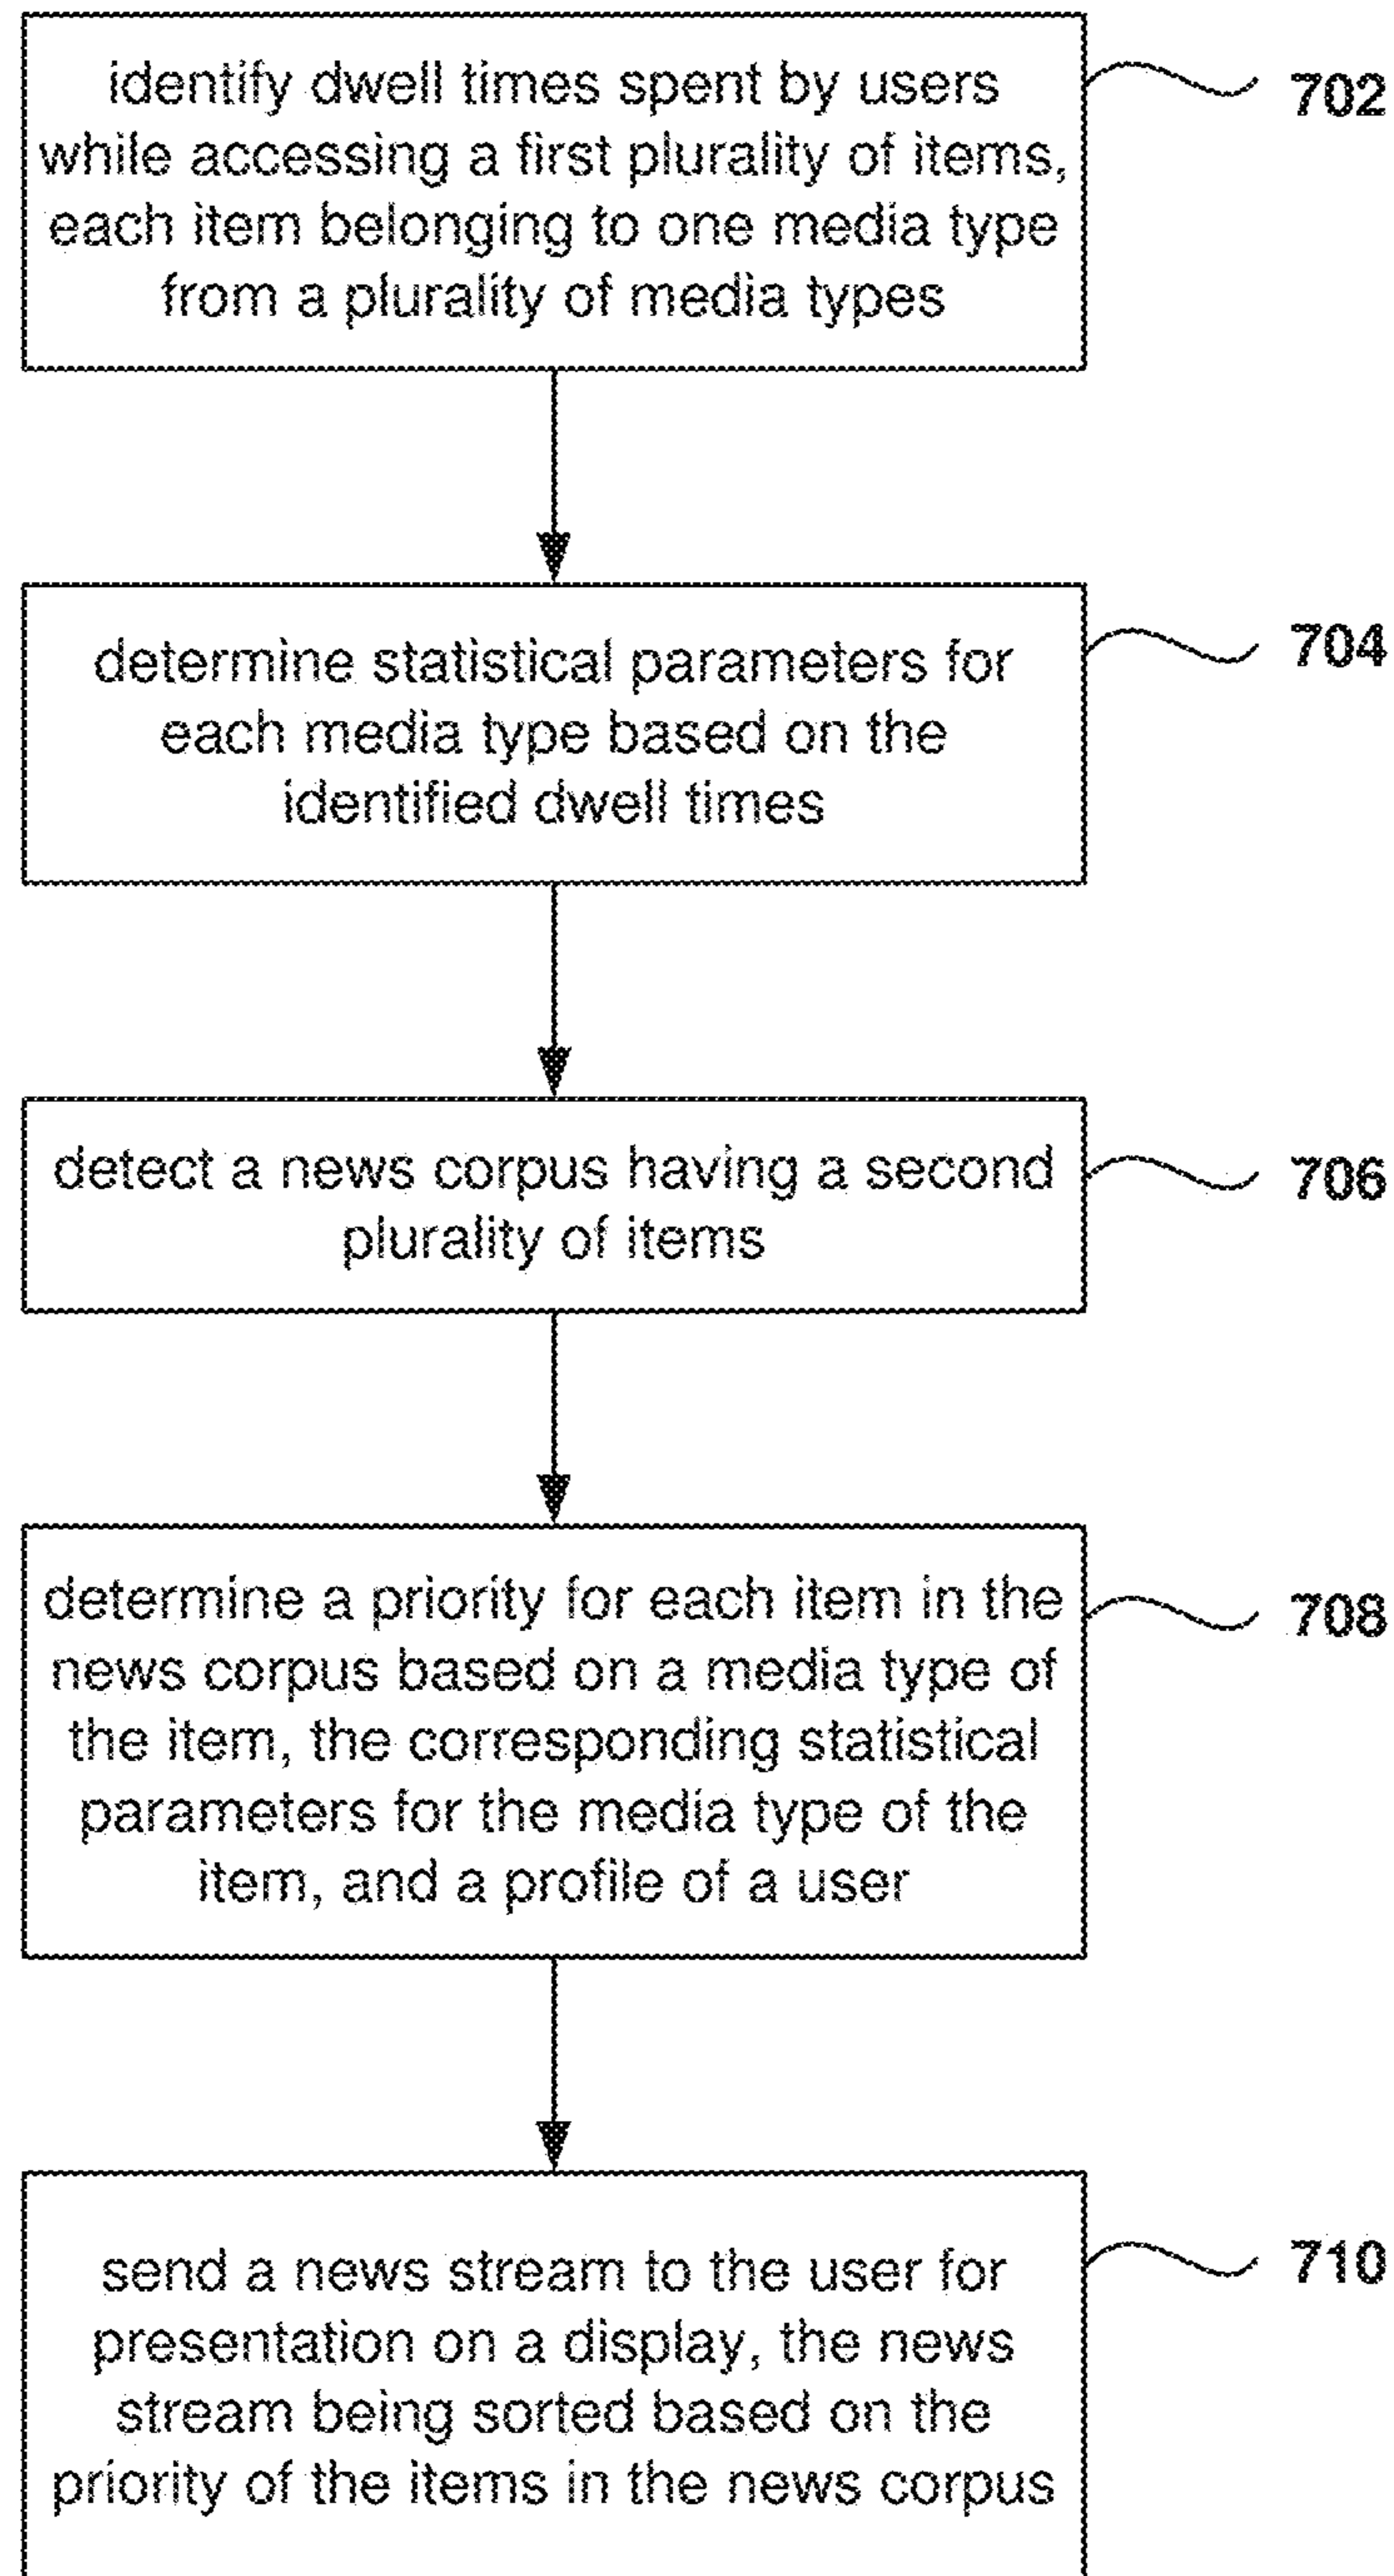 identify dwell times spent by users
while accessing a first plurality of items,
each item belonging to one media type
from a plurality of media types
702
determine statistical parameters for
each media type based on the
identified dwell times
704
detect a news corpus having a second
plurality of items
706
determine a priority for each item in the
news corpus based on a media type of
the item, the corresponding statistical
parameters for the media type of the
item, and a profile of a user
708
send a news stream to the user for
presentation on a display, the news
stream being sorted based on the
priority of the items in the news corpus
710